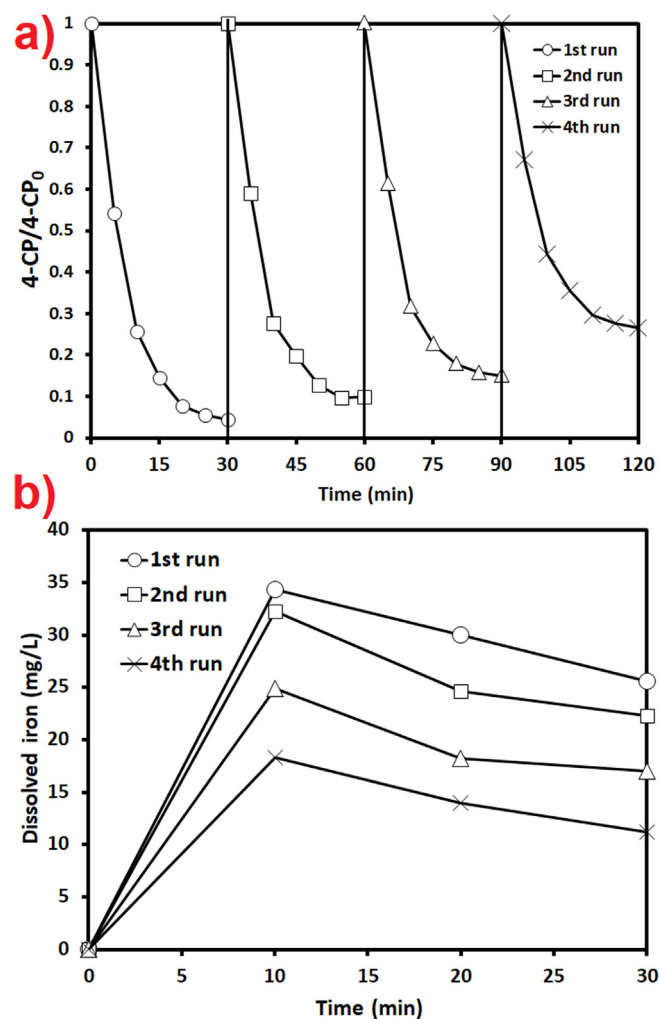 a)
1
0.9
0.8
0.7
0.6
0.5
0.4
0.3
0.2
0.1
0
4-CP/4-CP₀
1st run
2nd run
3rd run
4th run
0 15 30 45 60 75 90 105 120
Time (min)
b)
40
35
30
25
20
15
10
5
0
Dissolved iron (mg/L)
1st run
2nd run
3rd run
4th run
0 5 10 15 20 25 30
Time (min)